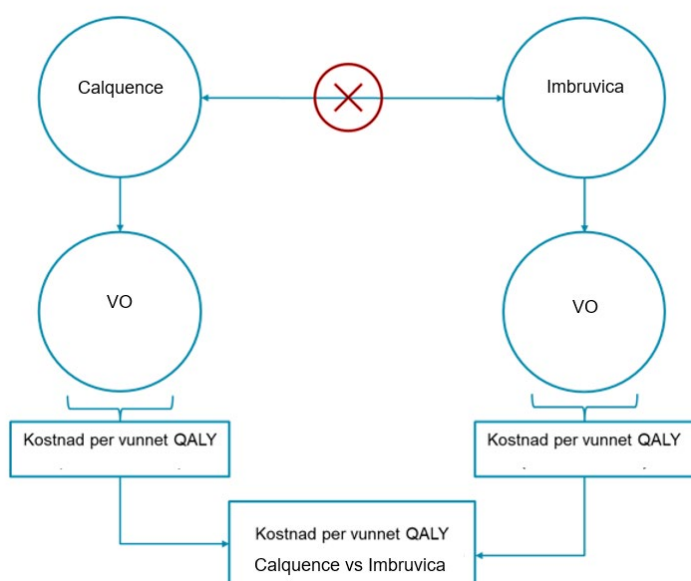 Calquence
Imbruvica
VO
VO
Kostnad per vunnet QALY
Kostnad per vunnet QALY
Kostnad per vunnet QALY
Calquence vs Imbruvica